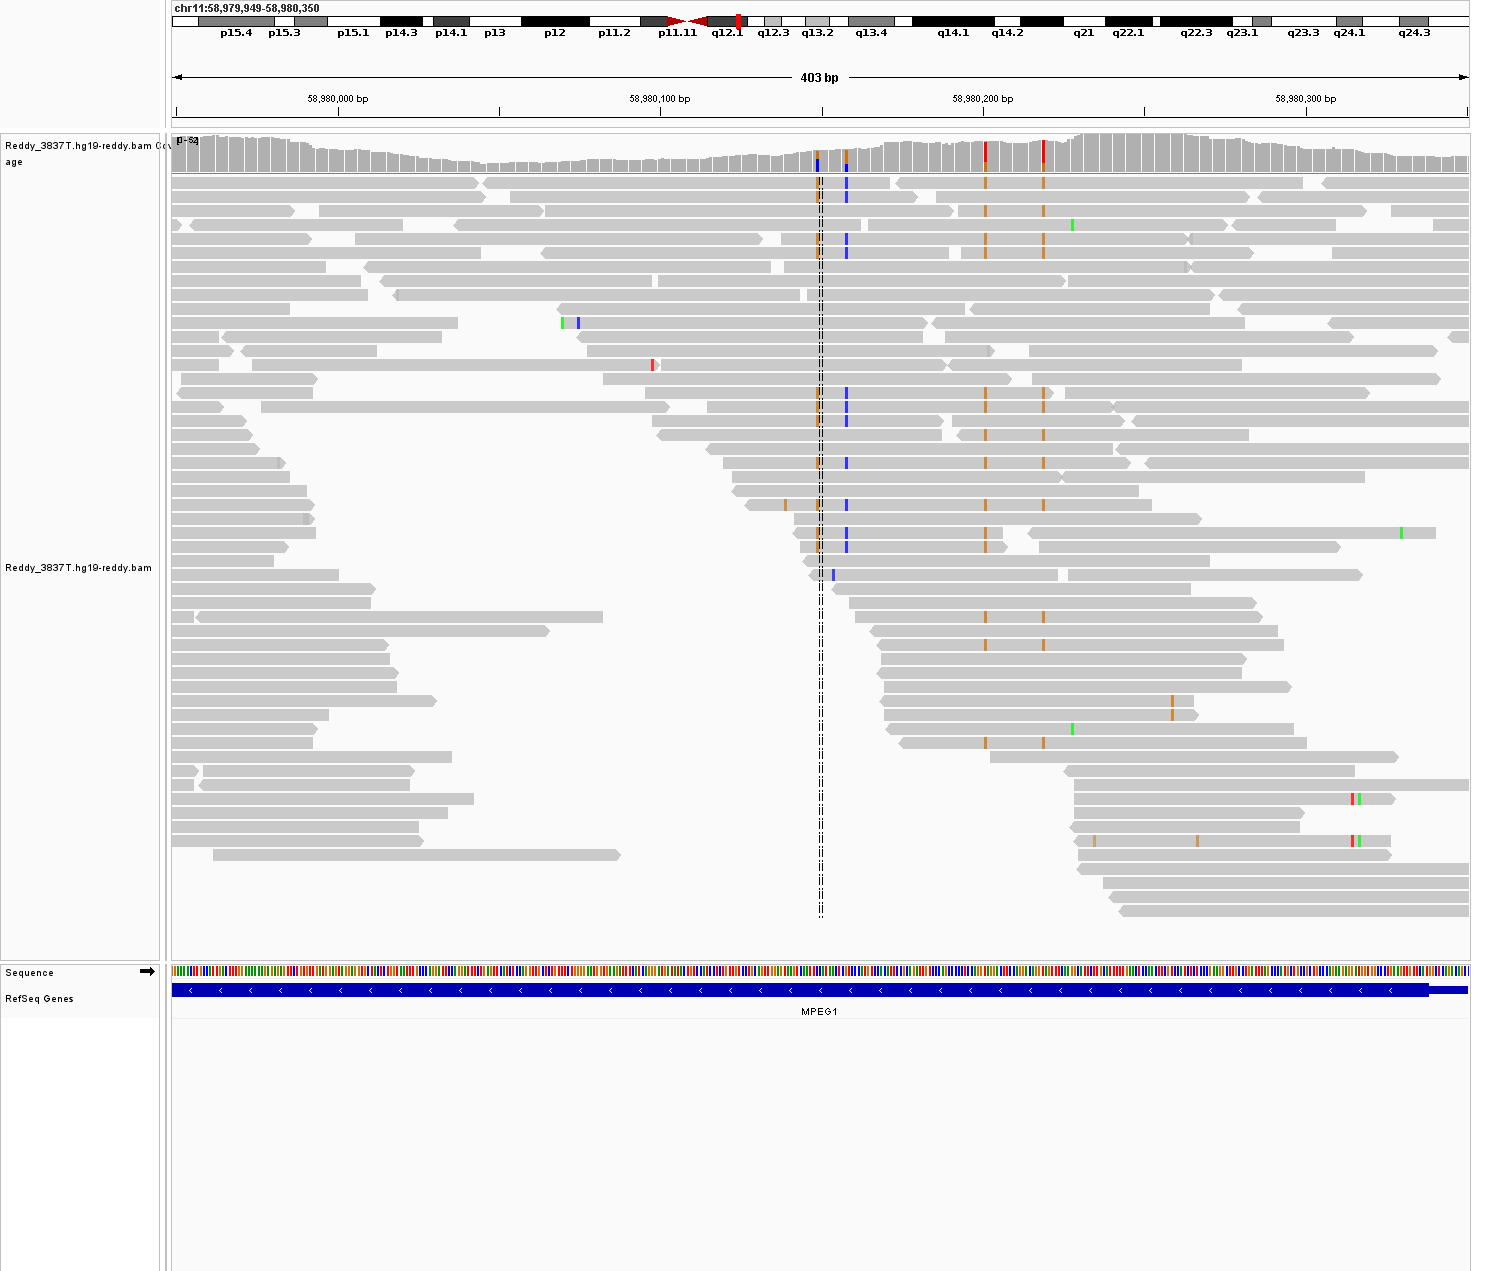 chr11:58,979,949-58,980,350
p15.4 p15.3 p15.1 p14.3 p14.1 p13 p12 p11.2 p11.11 q12.1 q12.3 q13.2 q13.4 q14.1 q14.2 q21 q22.1 q22.3 q23.1 q23.3 q24.1 q24.3
403 bp
58,980,000 bp 58,980,100 bp 58,980,200 bp 58,980,300 bp
Reddy_3837T.hg19-reddy.bam Cov
age
Reddy_3837T.hg19-reddy.bam
Sequence
RefSeq Genes
MPEG1